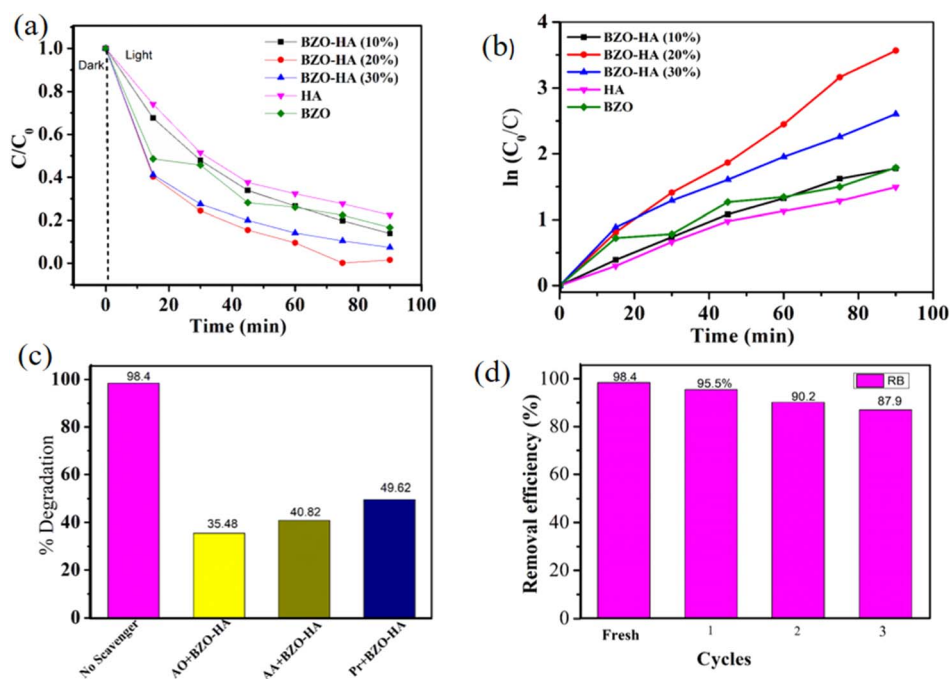 (a)
BZO-HA (10%)
BZO-HA (20%)
BZO-HA (30%)
HA
BZO
Dark
Light
C/C0
1.0
0.8
0.6
0.4
0.2
0.0
0 20 40 60 80 100
Time (min)
(b)
BZO-HA (10%)
BZO-HA (20%)
BZO-HA (30%)
HA
BZO
ln (C0/C)
4
3
2
1
0
0 20 40 60 80 100
Time (min)
(c)
% Degradation
100
80
60
40
20
0
98.4
35.48
40.82
49.62
No Scavenger
AO+BZO-HA
AA+BZO-HA
Pr+BZO-HA
(d)
RB
Removal efficiency (%)
100
80
60
40
20
0
98.4
95.5%
90.2
87.9
Fresh 1 2 3
Cycles